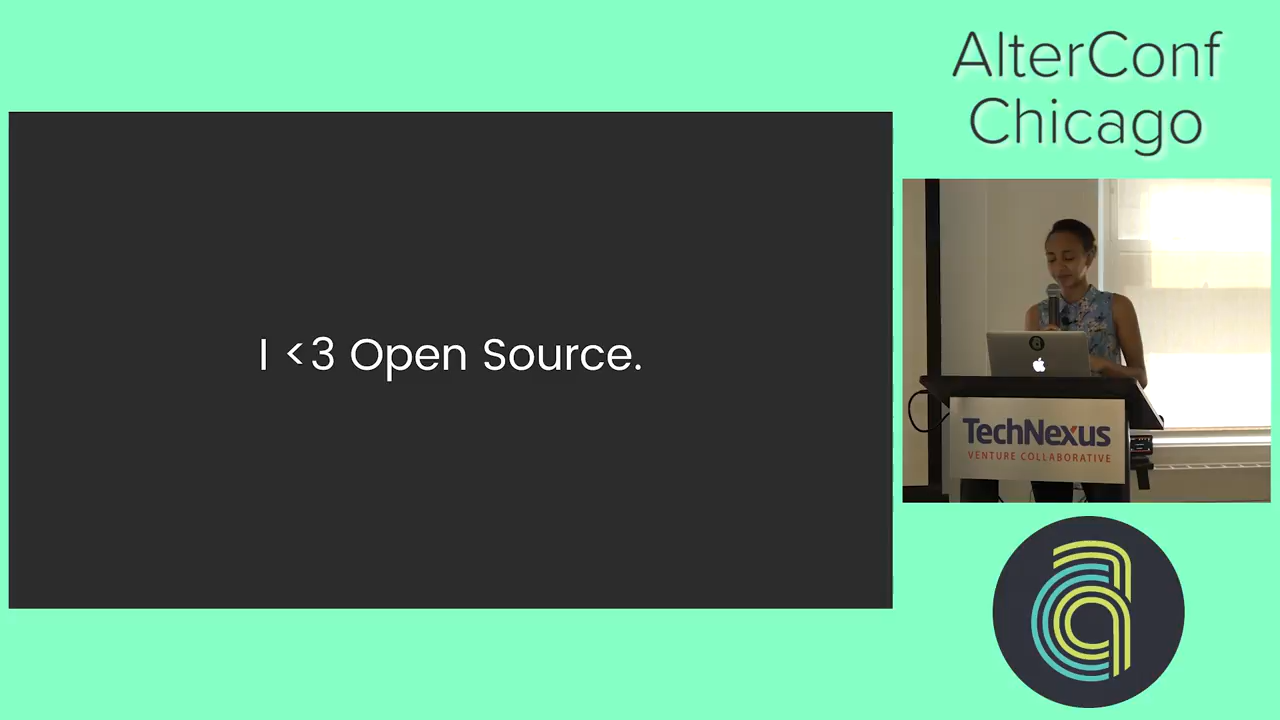 AlterConf
Chicago
I <3 Open Source.
TechNexus
VENTURE COLLABORATIVE